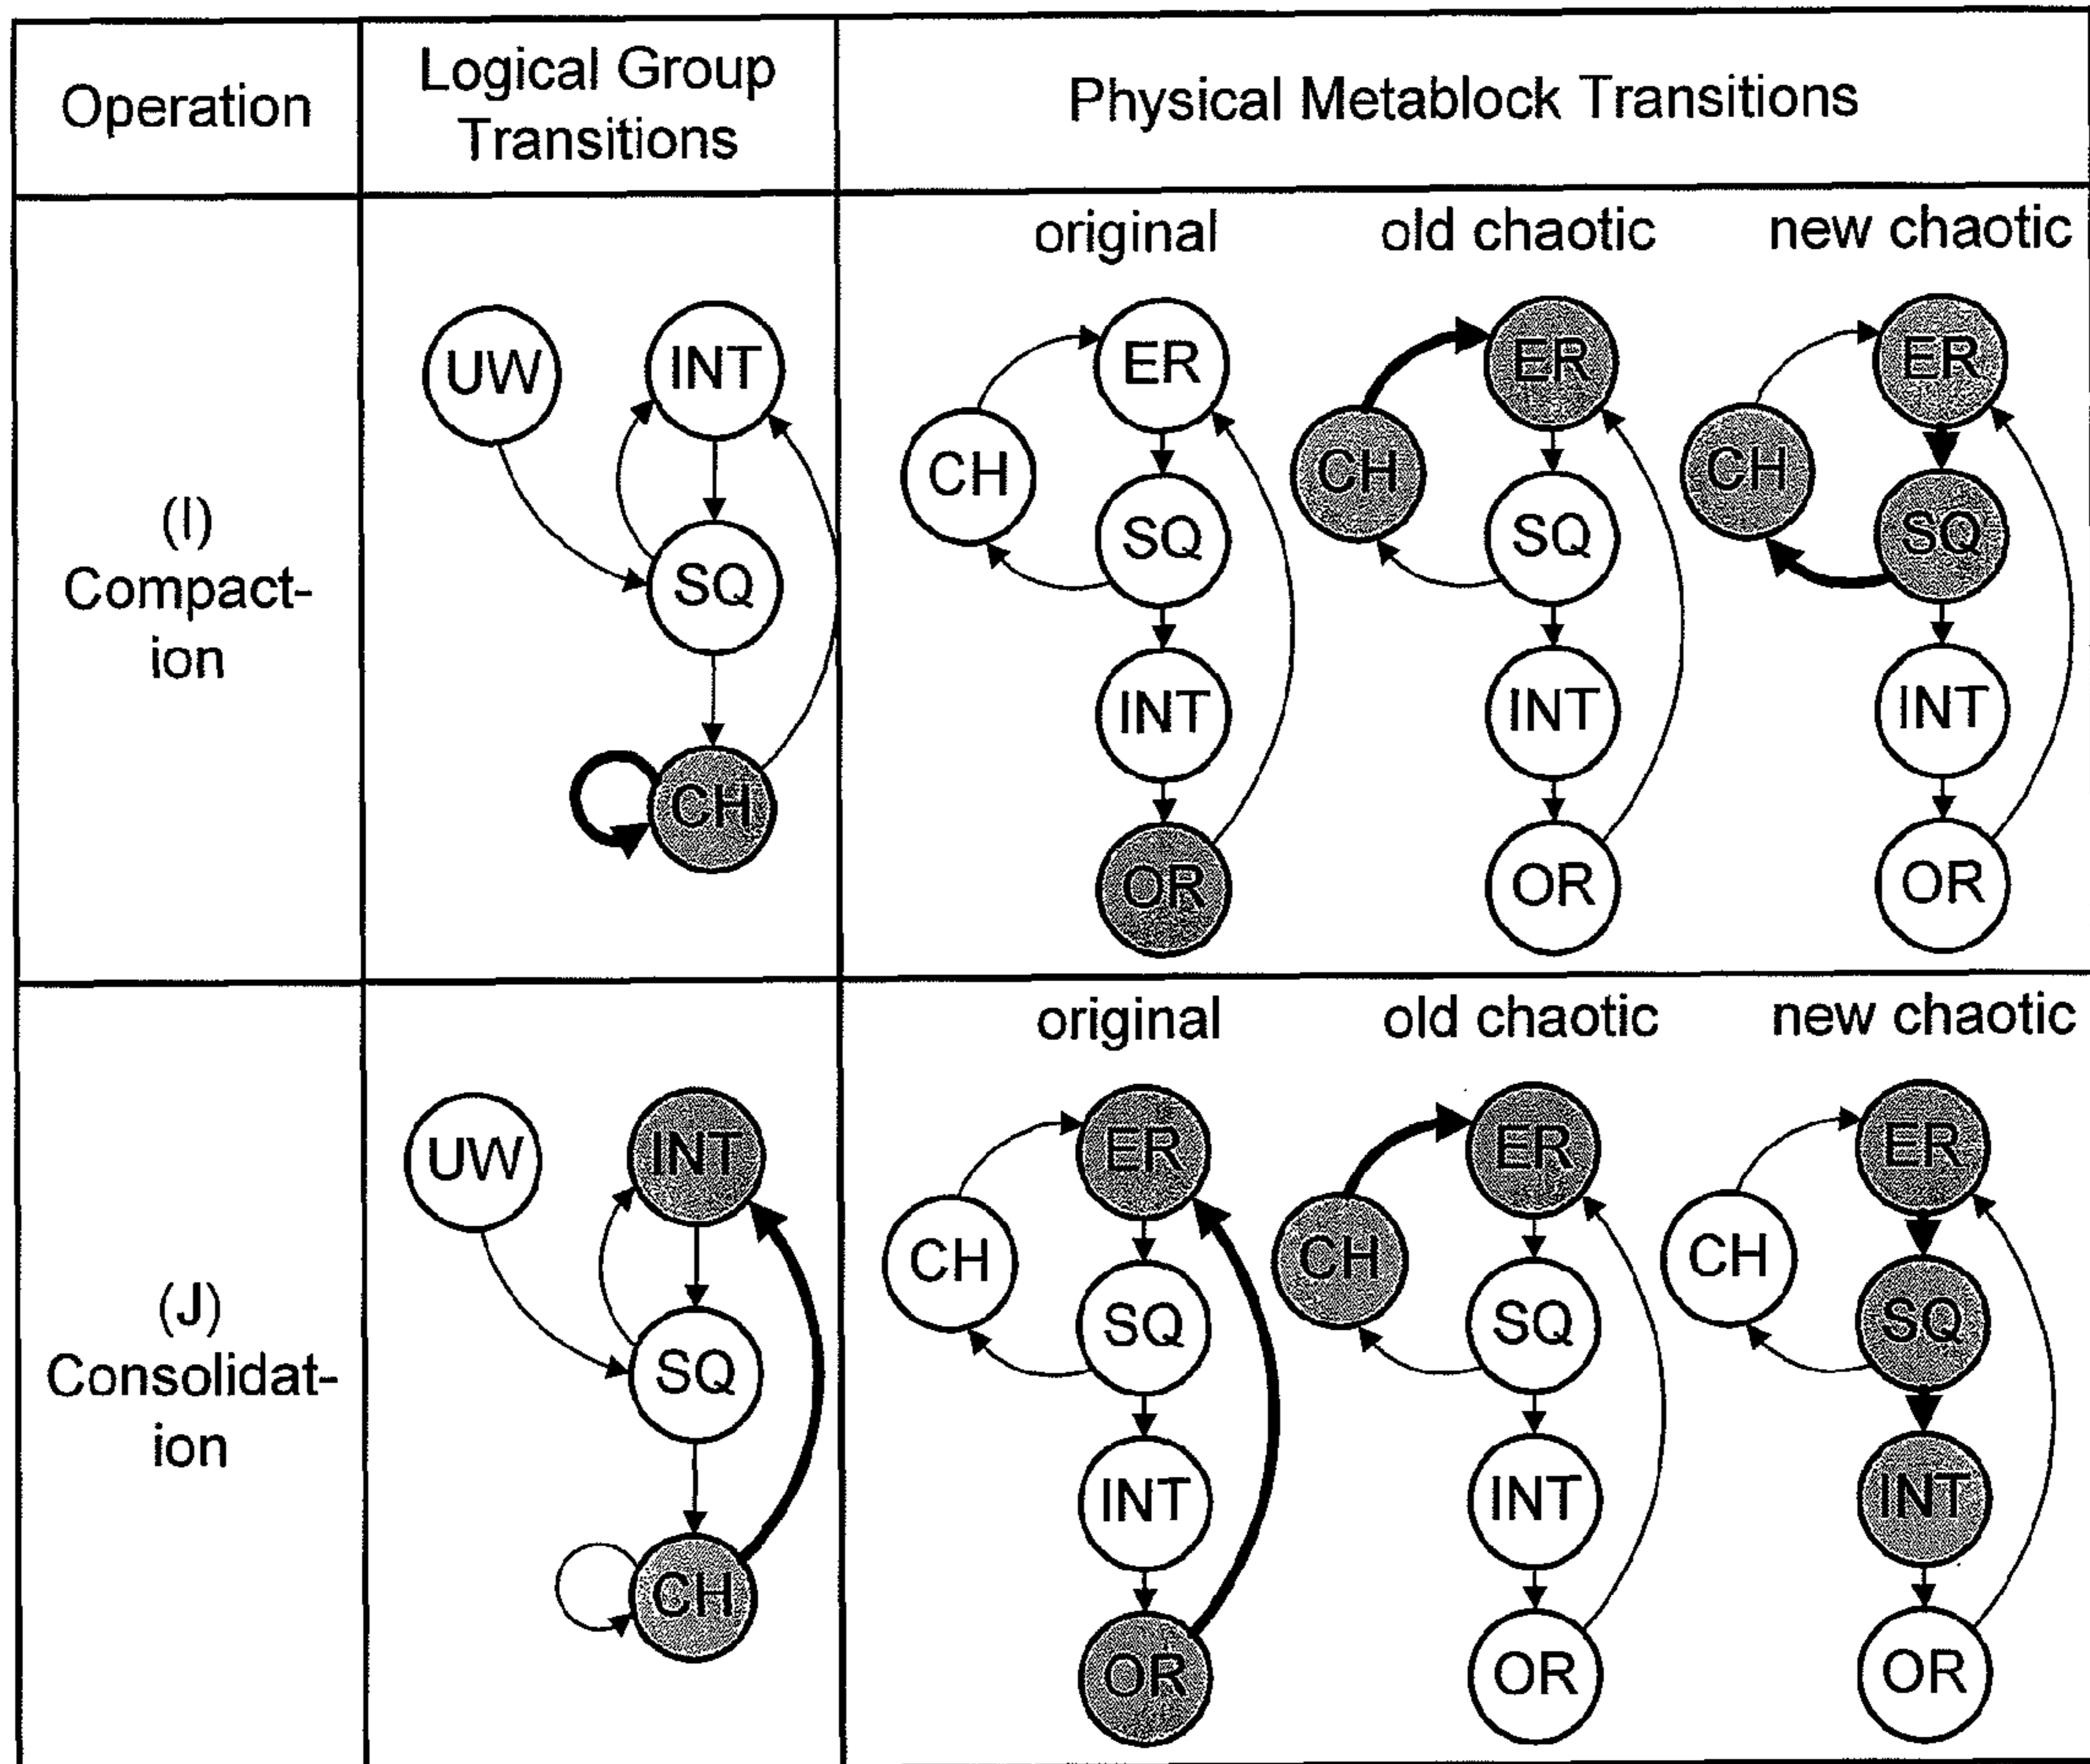 Operation
Logical Group
Transitions
Physical Metablock Transitions
(I)
Compact-
ion
UW
INT
SQ
CH
original
ER
CH
SQ
INT
OR
old chaotic
ER
CH
SQ
INT
OR
new chaotic
ER
CH
SQ
INT
OR
(J)
Consolidat-
ion
UW
INT
SQ
CH
original
ER
CH
SQ
INT
OR
old chaotic
ER
CH
SQ
INT
OR
new chaotic
ER
CH
SQ
INT
OR